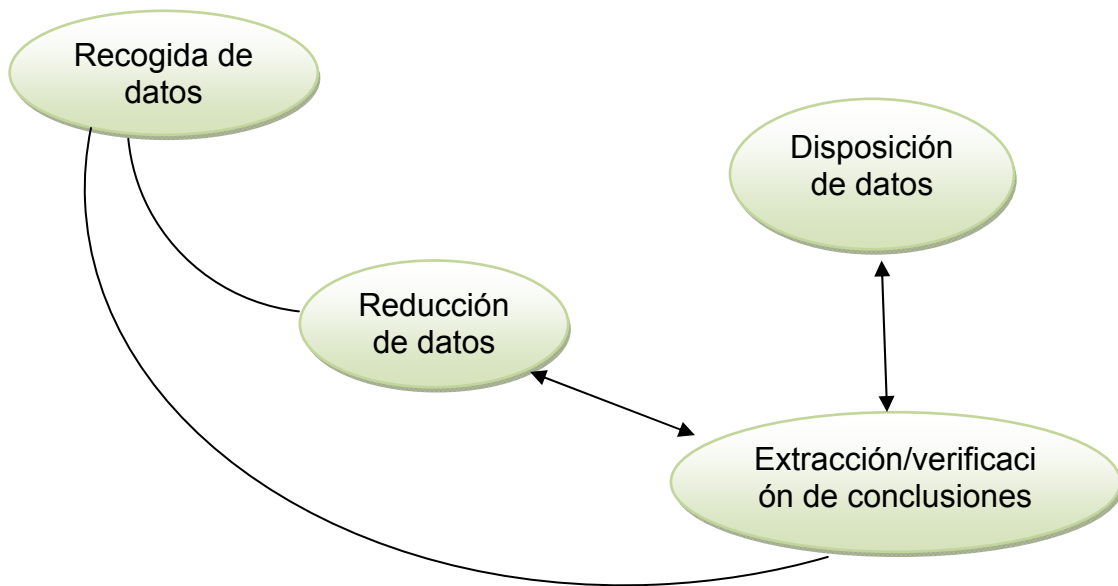 Recogida de
datos
Disposición
de datos
Reducción
de datos
Extracción/verificaci
ón de conclusiones